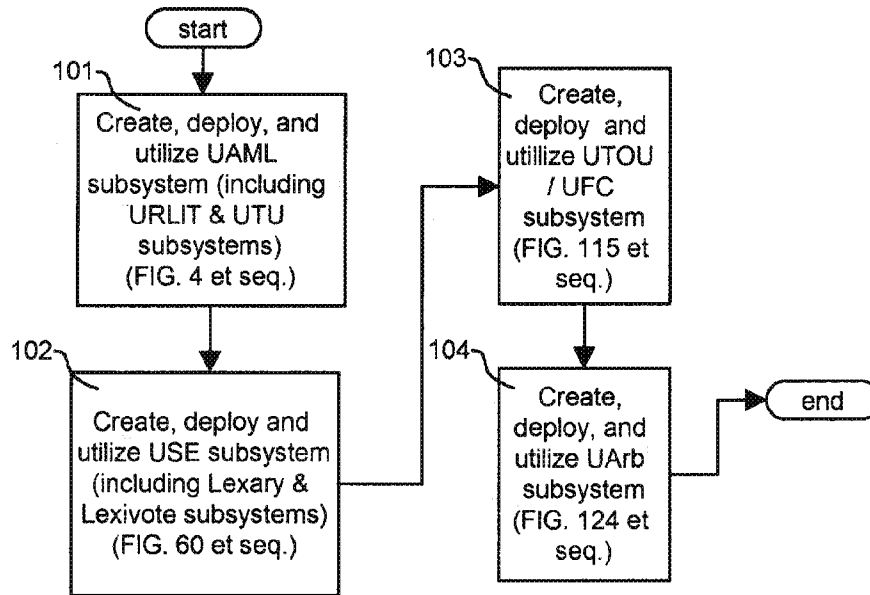 start
101
Create, deploy, and
utilize UAML
subsystem (including
URLIT & UTU
subsystems)
(FIG. 4 et seq.)
102
Create, deploy and
utilize USE subsystem
(including Lexary &
Lexivote subsystems)
(FIG. 60 et seq.)
103
Create,
deploy and
utillize UTOU
/ UFC
subsystem
(FIG. 115 et
seq.)
104
Create,
deploy, and
utilize UArb
subsystem
(FIG. 124 et
seq.)
end